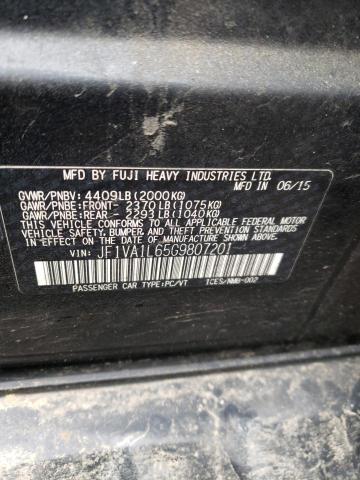 MFD BY FUJI HEAVY INDUSTRIES LTD.
MFD IN 06/15
GVWR/PNBV: 4409LB(2000KG)
GAWR/PNBE:FRONT- 2370LB(1075KG)
GAWR/PNBE:REAR - 2293LB(1040KG)
THIS VEHICLE CONFORMS TO ALL APPLICABLE FEDERAL MOTOR
VEHICLE SAFETY, BUMPER, AND THEFT PREVENTION STANDARDS
IN EFFECT ON THE DATE OF MANUFACTURE SHOWN ABOVE.
VIN: JF1VA1L65G9807201
PASSENGER CAR TYPE:PC/VT ICES/NMB-002